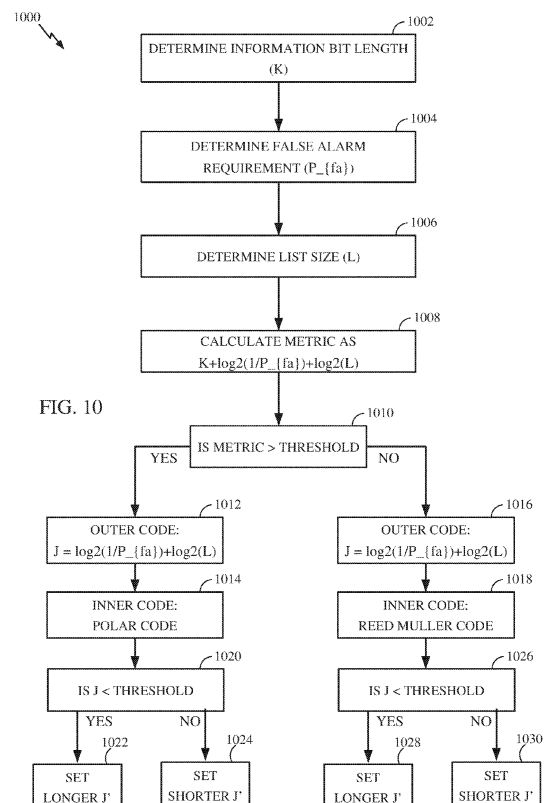 1000
1002
DETERMINE INFORMATION BIT LENGTH
(K)
1004
DETERMINE FALSE ALARM
REQUIREMENT (P_{fa})
1006
DETERMINE LIST SIZE (L)
1008
CALCULATE METRIC AS
K+log2(1/P_{fa})+log2(L)
FIG. 10
1010
IS METRIC > THRESHOLD
YES
NO
1012
OUTER CODE:
J = log2(1/P_{fa})+log2(L)
1016
OUTER CODE:
J = log2(1/P_{fa})+log2(L)
1014
INNER CODE:
POLAR CODE
1018
INNER CODE:
REED MULLER CODE
1020
IS J < THRESHOLD
1026
IS J < THRESHOLD
YES
NO
YES
NO
1022
SET
LONGER J'
1024
SET
SHORTER J'
1028
SET
LONGER J'
1030
SET
SHORTER J'